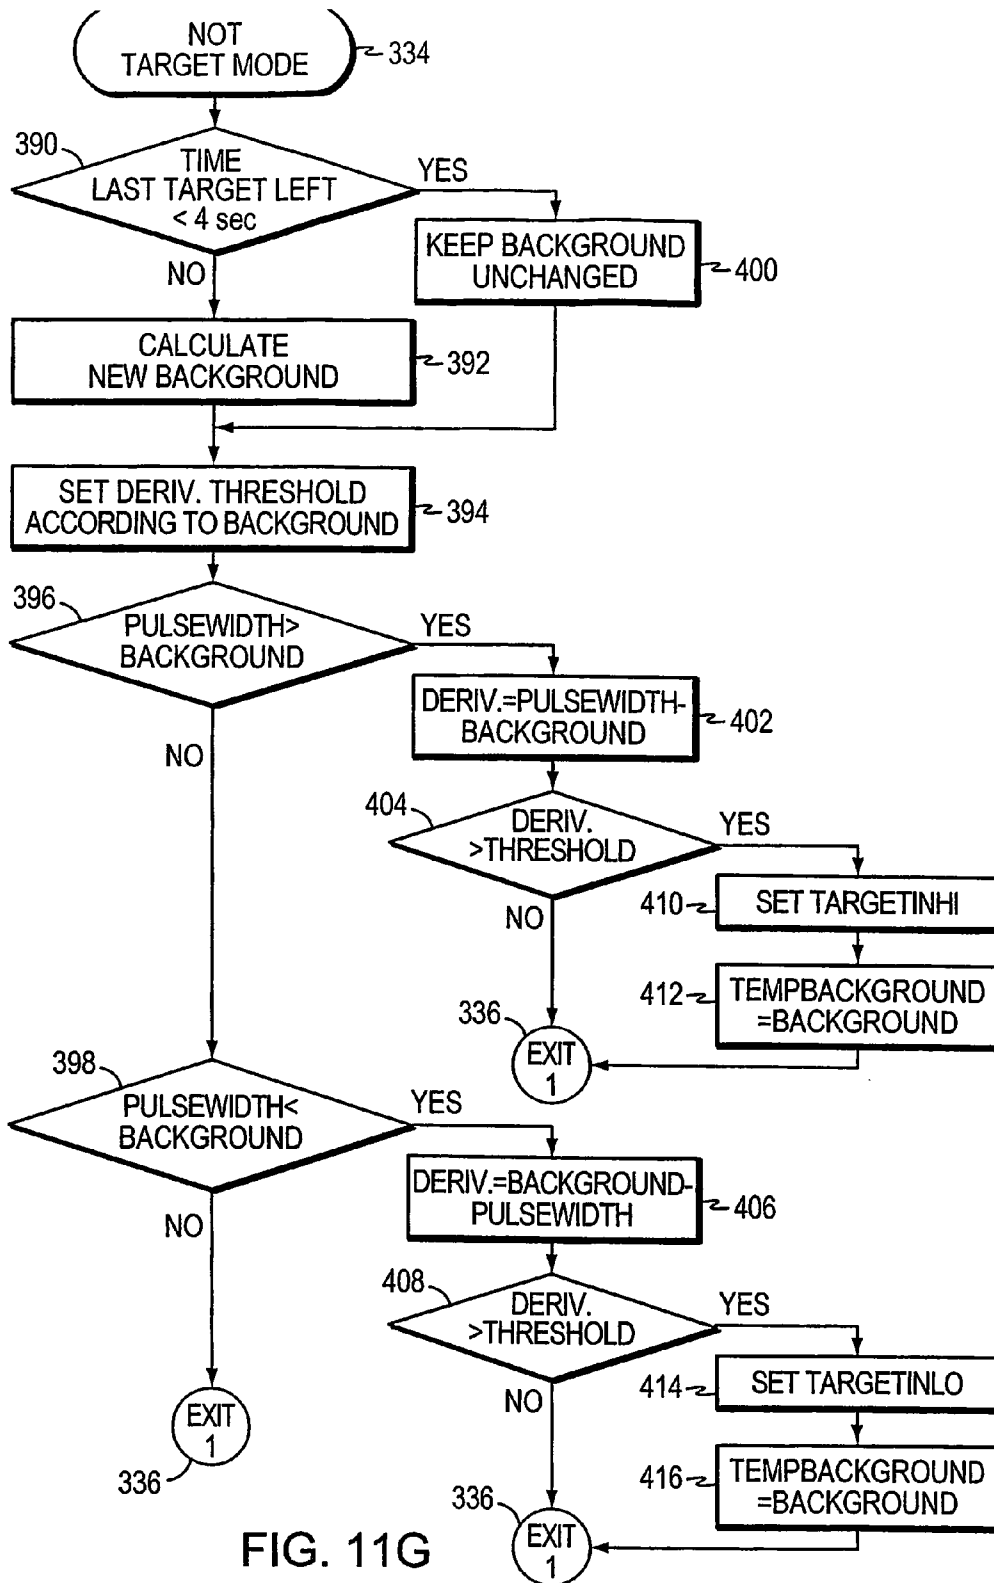 NOT
TARGET MODE
334
390
TIME
LAST TARGET LEFT
< 4 sec
YES
NO
KEEP BACKGROUND
UNCHANGED
400
CALCULATE
NEW BACKGROUND
392
SET DERIV. THRESHOLD
ACCORDING TO BACKGROUND
394
396
PULSEWIDTH>
BACKGROUND
YES
NO
DERIV.=PULSEWIDTH-
BACKGROUND
402
404
DERIV.
>THRESHOLD
YES
NO
410
SET TARGETINHI
412
TEMPBACKGROUND
=BACKGROUND
336
EXIT
1
398
PULSEWIDTH<
BACKGROUND
YES
NO
DERIV.=BACKGROUND-
PULSEWIDTH
406
408
DERIV.
>THRESHOLD
YES
NO
414
SET TARGETINLO
416
TEMPBACKGROUND
=BACKGROUND
EXIT
1
336
336
EXIT
1
FIG. 11G